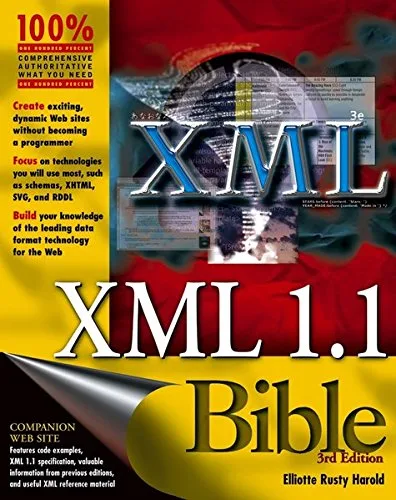 100%
ONE HUNDRED PERCENT
COMPREHENSIVE
AUTHORITATIVE
WHAT YOU NEED
ONE HUNDRED PERCENT
Create exciting,
dynamic Web sites
without becoming
a programmer
Focus on technologies
you will use most, such
as schemas, XHTML,
SVG, and RDDL
Build your knowledge
of the leading data
format technology
for the Web
3e
XML
XML 1.1
Bible
3rd Edition
Elliotte Rusty Harold
COMPANION
WEB SITE
Features code examples,
XML 1.1 specification, valuable
information from previous editions,
and useful XML reference material